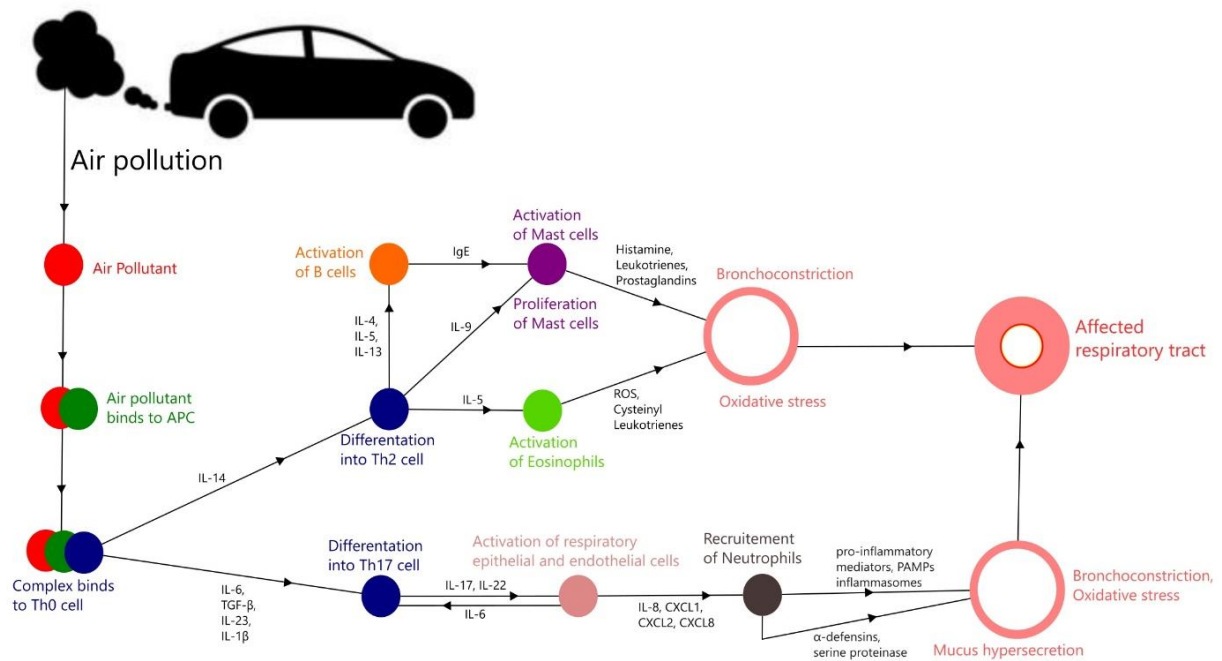 Air pollution
Air Pollutant
Air pollutant
binds to APC
Complex binds
to Th0 cell
IL-14
IL-6,
TGF-β,
IL-23,
IL-1β
Differentation
into Th2 cell
IL-4,
IL-5,
IL-13
Activation
of B cells
IgE
IL-9
IL-5
Activation
of Mast cells
Proliferation
of Mast cells
Activation
of Eosinophils
Histamine,
Leukotrienes,
Prostaglandins
ROS,
Cysteinyl
Leukotrienes
Bronchoconstriction
Oxidative stress
Affected
respiratory tract
Differentation
into Th17 cell
IL-17, IL-22
IL-6
Activation of respiratory
epithelial and endothelial cells
IL-8, CXCL1,
CXCL2, CXCL8
Recruitement
of Neutrophils
pro-inflammatory
mediators, PAMPs
inflammasomes
α-defensins,
serine proteinase
Bronchoconstriction,
Oxidative stress
Mucus hypersecretion